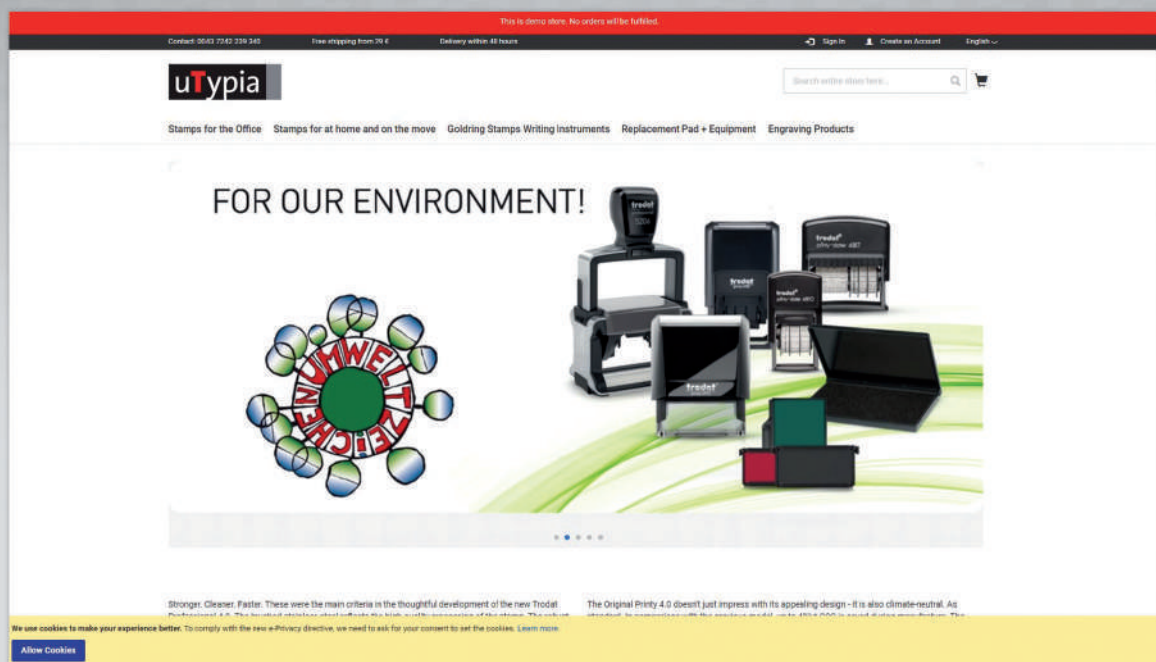 This is demo store. No orders will be fulfilled.
Contact: 0043 7242 239 340 Free shipping from 29 € Delivery within 48 hours Sign In Create an Account English
uTypia
Search entire store here...
Stamps for the Office Stamps for at home and on the move Goldring Stamps Writing Instruments Replacement Pad + Equipment Engraving Products
FOR OUR ENVIRONMENT!
trodat
trodat
trodat
trodat
trodat
UMWELTZEICHEN
Stronger. Cleaner. Faster. These were the main criteria in the thoughtful development of the new Trodat
The Original Printy 4.0 doesn't just impress with its appealing design - it is also climate-neutral. As
We use cookies to make your experience better. To comply with the new e-Privacy directive, we need to ask for your consent to set the cookies. Learn more.
Allow Cookies